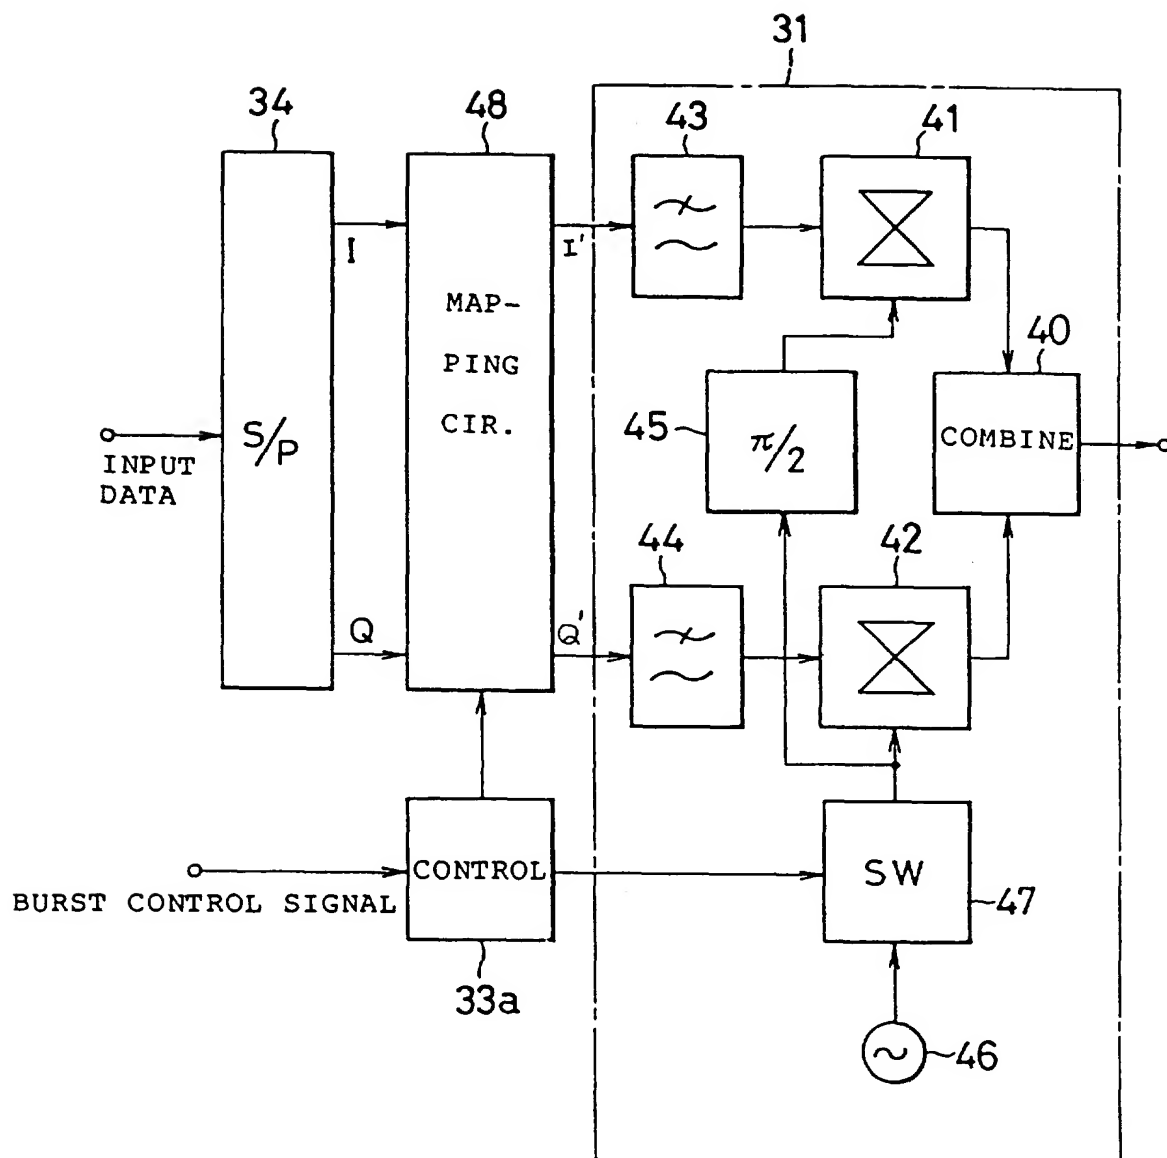 31
34
48
43
41
I
I'
MAP-
PING
CIR.
40
45
π/2
COMBINE
S/P
INPUT
DATA
44
42
Q
Q'
CONTROL
SW
BURST CONTROL SIGNAL
47
33a
46